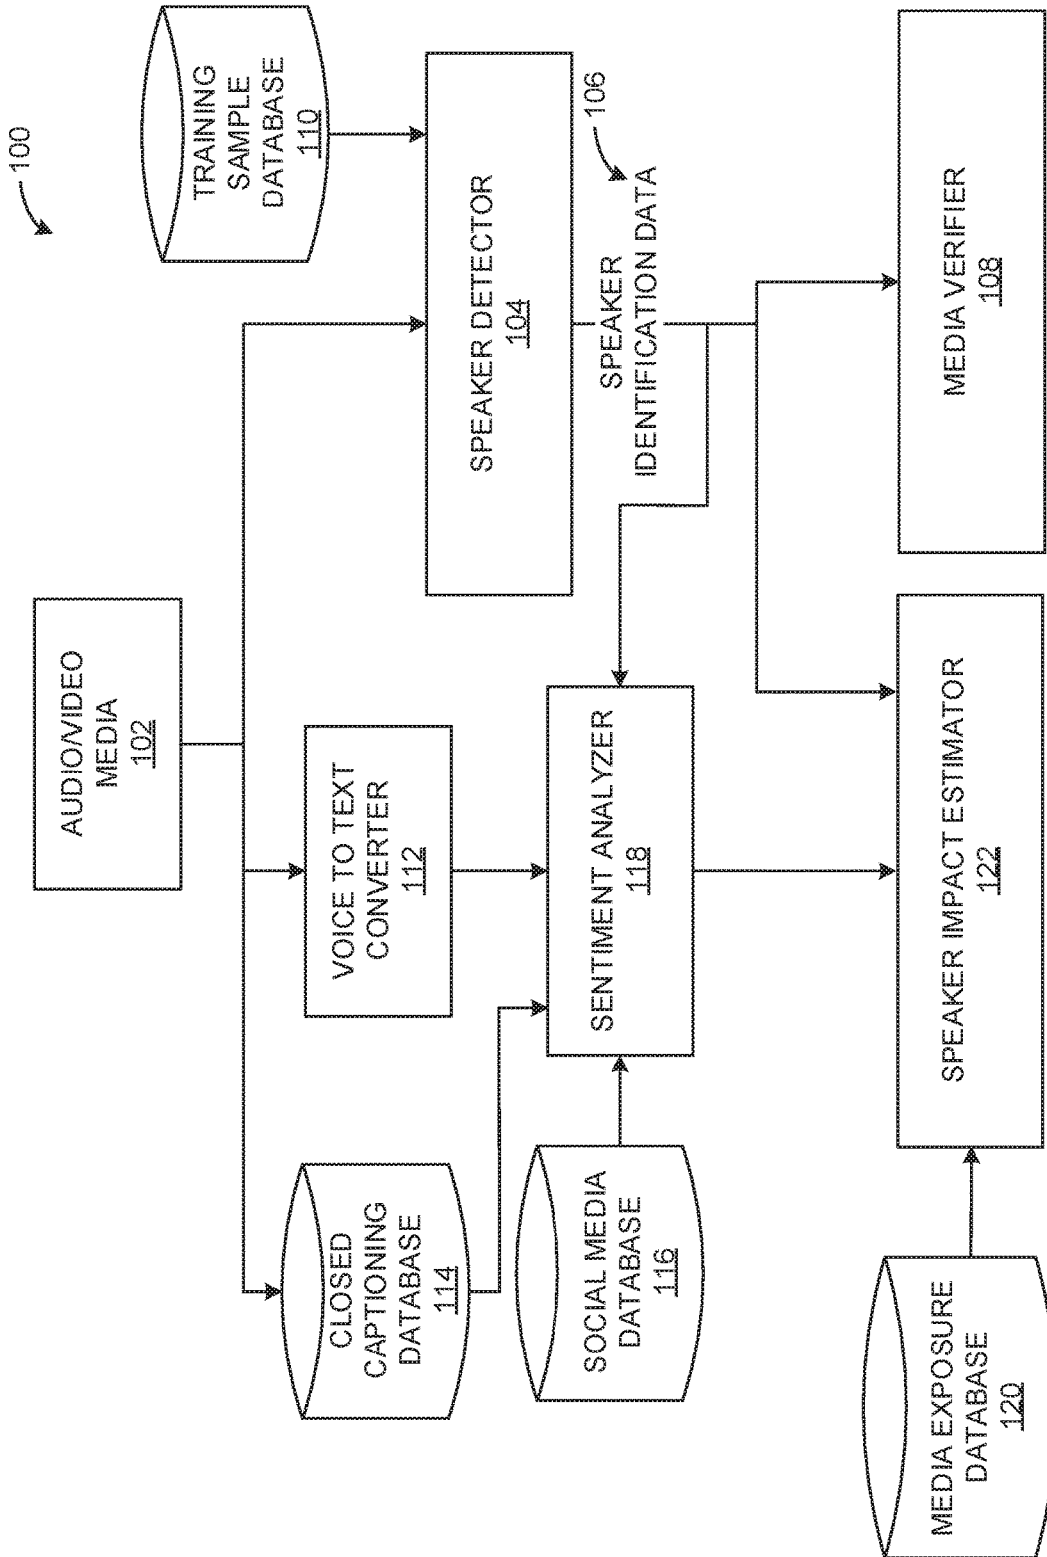 100
AUDIO/VIDEO
MEDIA
102
TRAINING
SAMPLE
DATABASE
110
CLOSED
CAPTIONING
DATABASE
114
VOICE TO TEXT
CONVERTER
112
SPEAKER DETECTOR
104
SOCIAL MEDIA
DATABASE
116
SENTIMENT ANALYZER
118
SPEAKER
IDENTIFICATION DATA
106
MEDIA EXPOSURE
DATABASE
120
SPEAKER IMPACT ESTIMATOR
122
MEDIA VERIFIER
108